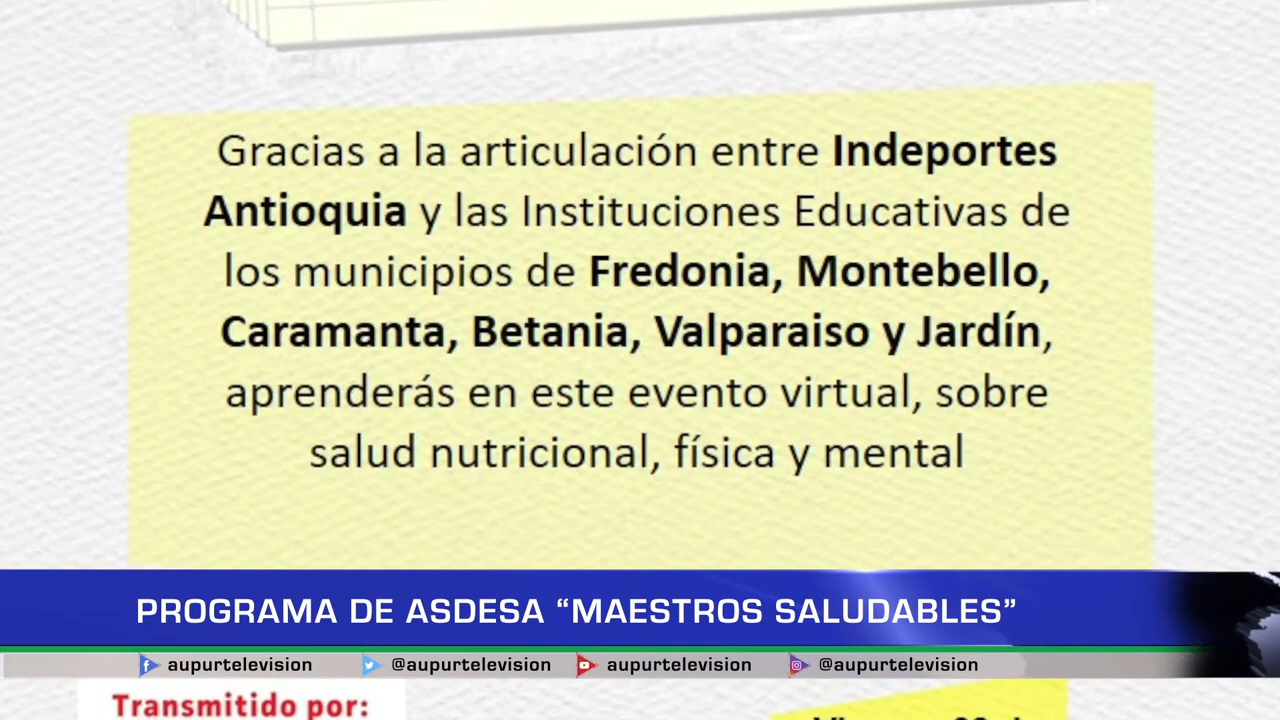 Gracias a la articulación entre Indeportes
Antioquia y las Instituciones Educativas de
los municipios de Fredonia, Montebello,
Caramanta, Betania, Valparaiso y Jardín,
aprenderás en este evento virtual, sobre
salud nutricional, física y mental
PROGRAMA DE ASDESA “MAESTROS SALUDABLES”
aupurtelevision @aupurtelevision aupurtelevision @aupurtelevision
Transmitido por: